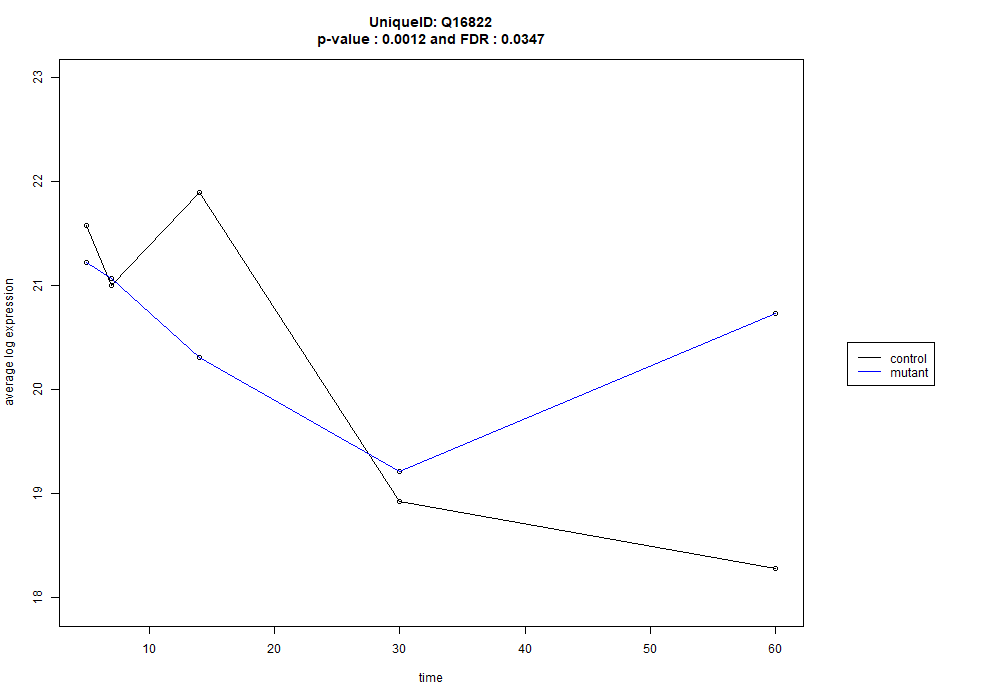 UniqueID: Q16822
p-value : 0.0012 and FDR : 0.0347
23
22
21
20
19
18
average log expression
10
20
30
40
50
60
time
control
mutant